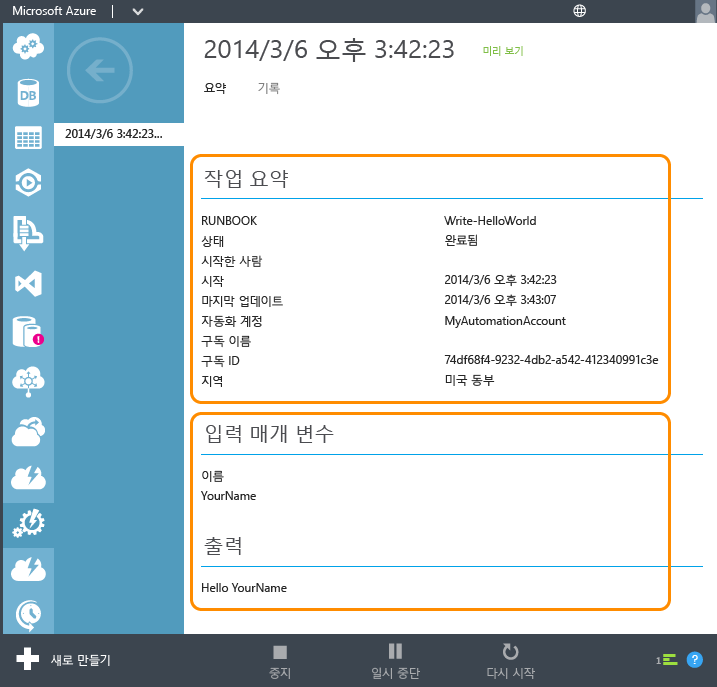 Microsoft Azure
DB
2014/3/6 3:42:23...
2014/3/6 오후 3:42:23 미리 보기
요약 기록
작업 요약
RUNBOOK Write-HelloWorld
상태 완료됨
시작한 사람
시작 2014/3/6 오후 3:42:23
마지막 업데이트 2014/3/6 오후 3:43:07
자동화 계정 MyAutomationAccount
구독 이름
구독 ID 74df68f4-9232-4db2-a542-412340991c3e
지역 미국 동부
입력 매개 변수
이름
YourName
출력
Hello YourName
새로 만들기 중지 일시 중단 다시 시작 1 ?